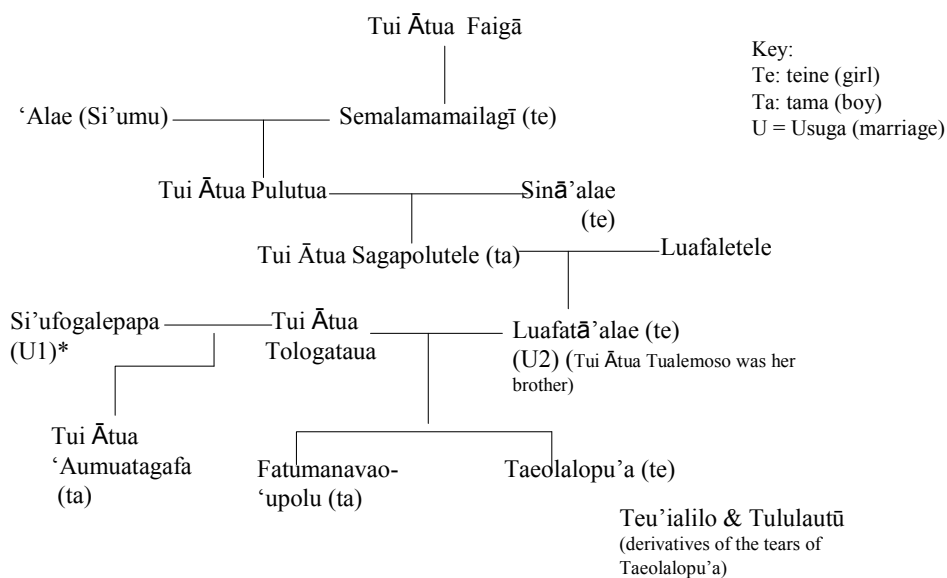 Tui Ātua Faigā
Key:
Te: teine (girl)
Ta: tama (boy)
U = Usuga (marriage)
‘Alae (Si’umu)
Semalamamailagī (te)
Tui Ātua Pulutua
Sinā’alae
(te)
Tui Ātua Sagapolutele (ta)
Luafaletele
Si’ufogalepapa
(U1)*
Tui Ātua
Tologataua
Luafatā’alae (te)
(U2) (Tui Ātua Tualemoso was her
brother)
Tui Ātua
‘Aumuatagafa
(ta)
Fatumanavao-
‘upolu (ta)
Taeolalopu’a (te)
Teu’ialilo & Tululautū
(derivatives of the tears of
Taeolalopu’a)